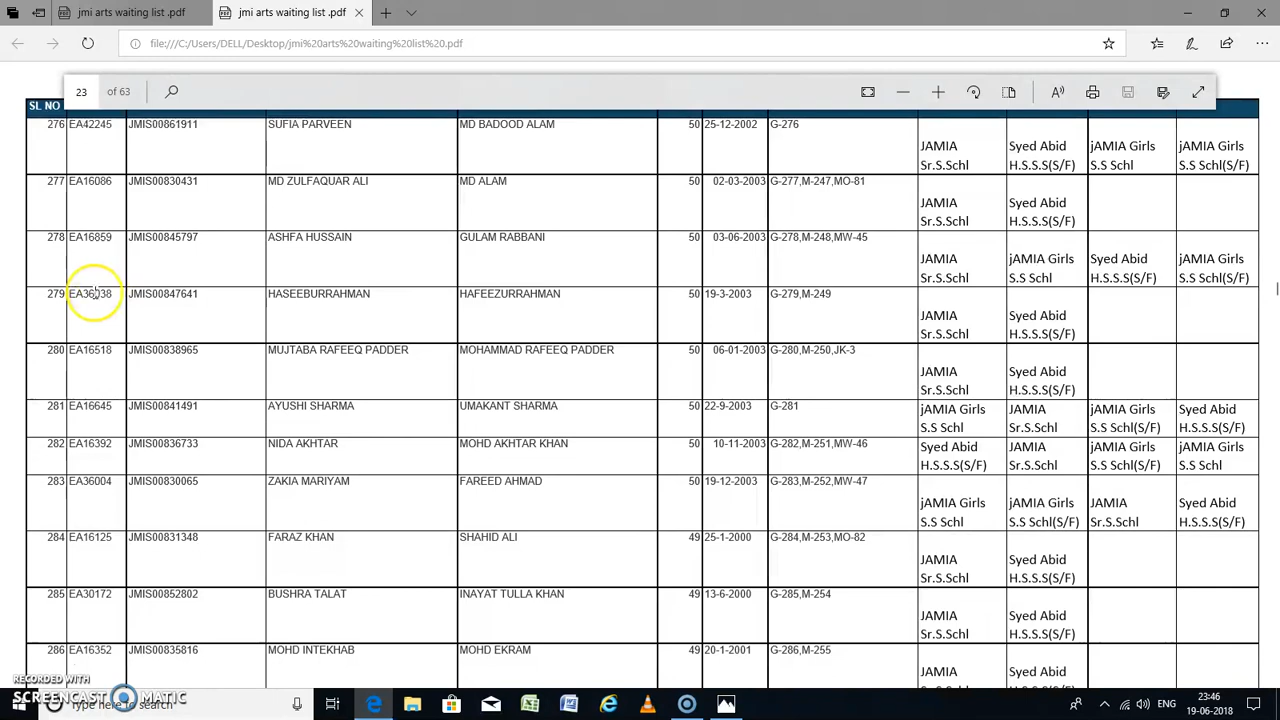 jmi arts waiting list .pdf
jmi arts waiting list .pdf
file:///C:/Users/DELL/Desktop/jmi%20arts%20waiting%20list%20.pdf
23 of 63
SL NO
276 EA42245 JMIS00861911 SUFIA PARVEEN MD BADOOD ALAM 50 25-12-2002 G-276
JAMIA Syed Abid jAMIA Girls jAMIA Girls
Sr.S.Schl H.S.S.S(S/F) S.S Schl S.S Schl(S/F)
277 EA16086 JMIS00830431 MD ZULFAQUAR ALI MD ALAM 50 02-03-2003 G-277,M-247,MO-81
JAMIA Syed Abid
Sr.S.Schl H.S.S.S(S/F)
278 EA16859 JMIS00845797 ASHFA HUSSAIN GULAM RABBANI 50 03-06-2003 G-278,M-248,MW-45
JAMIA jAMIA Girls Syed Abid jAMIA Girls
Sr.S.Schl S.S Schl H.S.S.S(S/F) S.S Schl(S/F)
279 JMIS00847641 HASEEBURRAHMAN HAFEEZURRAHMAN 50 19-3-2003 G-279,M-249
JAMIA Syed Abid
Sr.S.Schl H.S.S.S(S/F)
280 EA16518 JMIS00838965 MUJTABA RAFEEQ PADDER MOHAMMAD RAFEEQ PADDER 50 06-01-2003 G-280,M-250,JK-3
JAMIA Syed Abid
Sr.S.Schl H.S.S.S(S/F)
281 EA16645 JMIS00841491 AYUSHI SHARMA UMAKANT SHARMA 50 22-9-2003 G-281
jAMIA Girls JAMIA jAMIA Girls Syed Abid
S.S Schl Sr.S.Schl S.S Schl(S/F) H.S.S.S(S/F)
282 EA16392 JMIS00836733 NIDA AKHTAR MOHD AKHTAR KHAN 50 10-11-2003 G-282,M-251,MW-46
Syed Abid JAMIA jAMIA Girls jAMIA Girls
H.S.S.S(S/F) Sr.S.Schl S.S Schl(S/F) S.S Schl
283 EA36004 JMIS00830065 ZAKIA MARIYAM FAREED AHMAD 50 19-12-2003 G-283,M-252,MW-47
jAMIA Girls jAMIA Girls JAMIA Syed Abid
S.S Schl S.S Schl(S/F) Sr.S.Schl H.S.S.S(S/F)
284 EA16125 JMIS00831348 FARAZ KHAN SHAHID ALI 49 25-1-2000 G-284,M-253,MO-82
JAMIA Syed Abid
Sr.S.Schl H.S.S.S(S/F)
285 EA30172 JMIS00852802 BUSHRA TALAT INAYAT TULLA KHAN 49 13-6-2000 G-285,M-254
JAMIA Syed Abid
Sr.S.Schl H.S.S.S(S/F)
286 EA16352 JMIS00835816 MOHD INTEKHAB MOHD EKRAM 49 20-1-2001 G-286,M-255
JAMIA Syed Abid
RECORDED WITH
SCREENCAST MATIC
Type here to search
ENG
23:46
19-06-2018